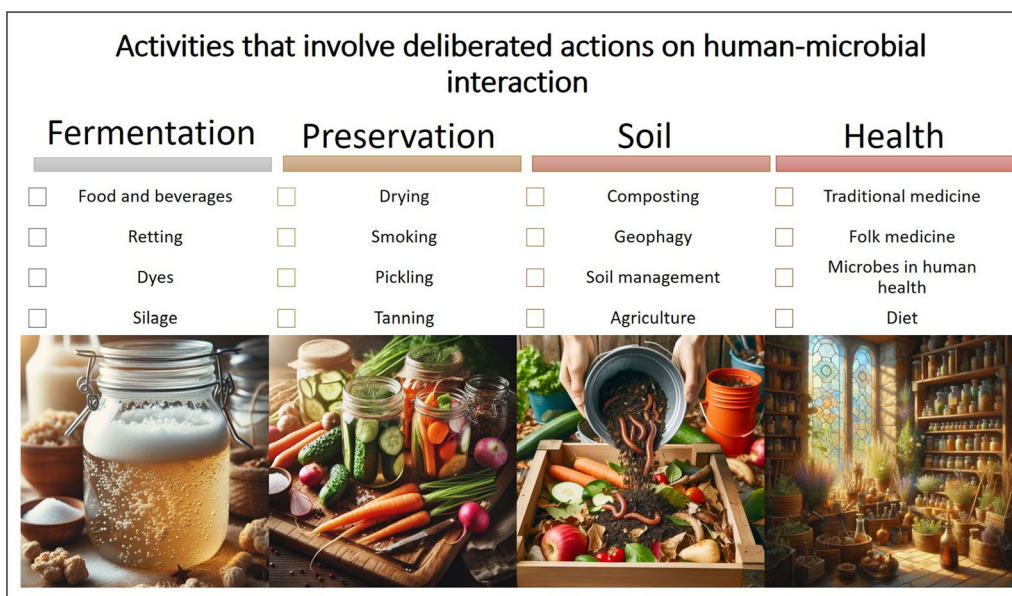 Activities that involve deliberated actions on human-microbial
interaction
Fermentation
Food and beverages
Retting
Dyes
Silage
Preservation
Drying
Smoking
Pickling
Tanning
Soil
Composting
Geophagy
Soil management
Agriculture
Health
Traditional medicine
Folk medicine
Microbes in human
health
Diet